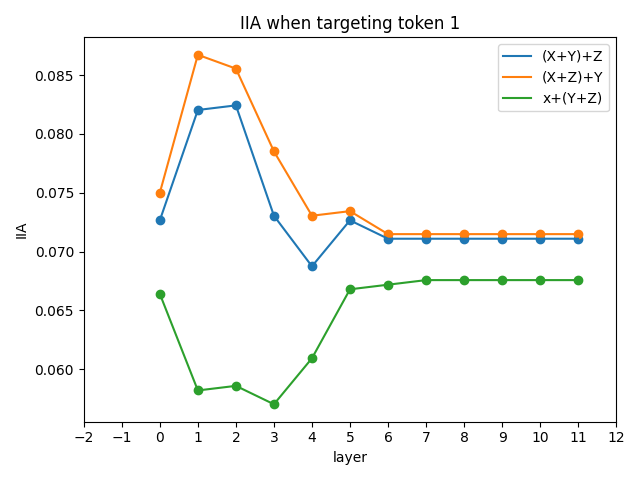 IIA when targeting token 1
(X+Y)+Z
(X+Z)+Y
x+(Y+Z)
0.085
0.080
0.075
0.070
0.065
0.060
IIA
−2 −1 0 1 2 3 4 5 6 7 8 9 10 11 12
layer